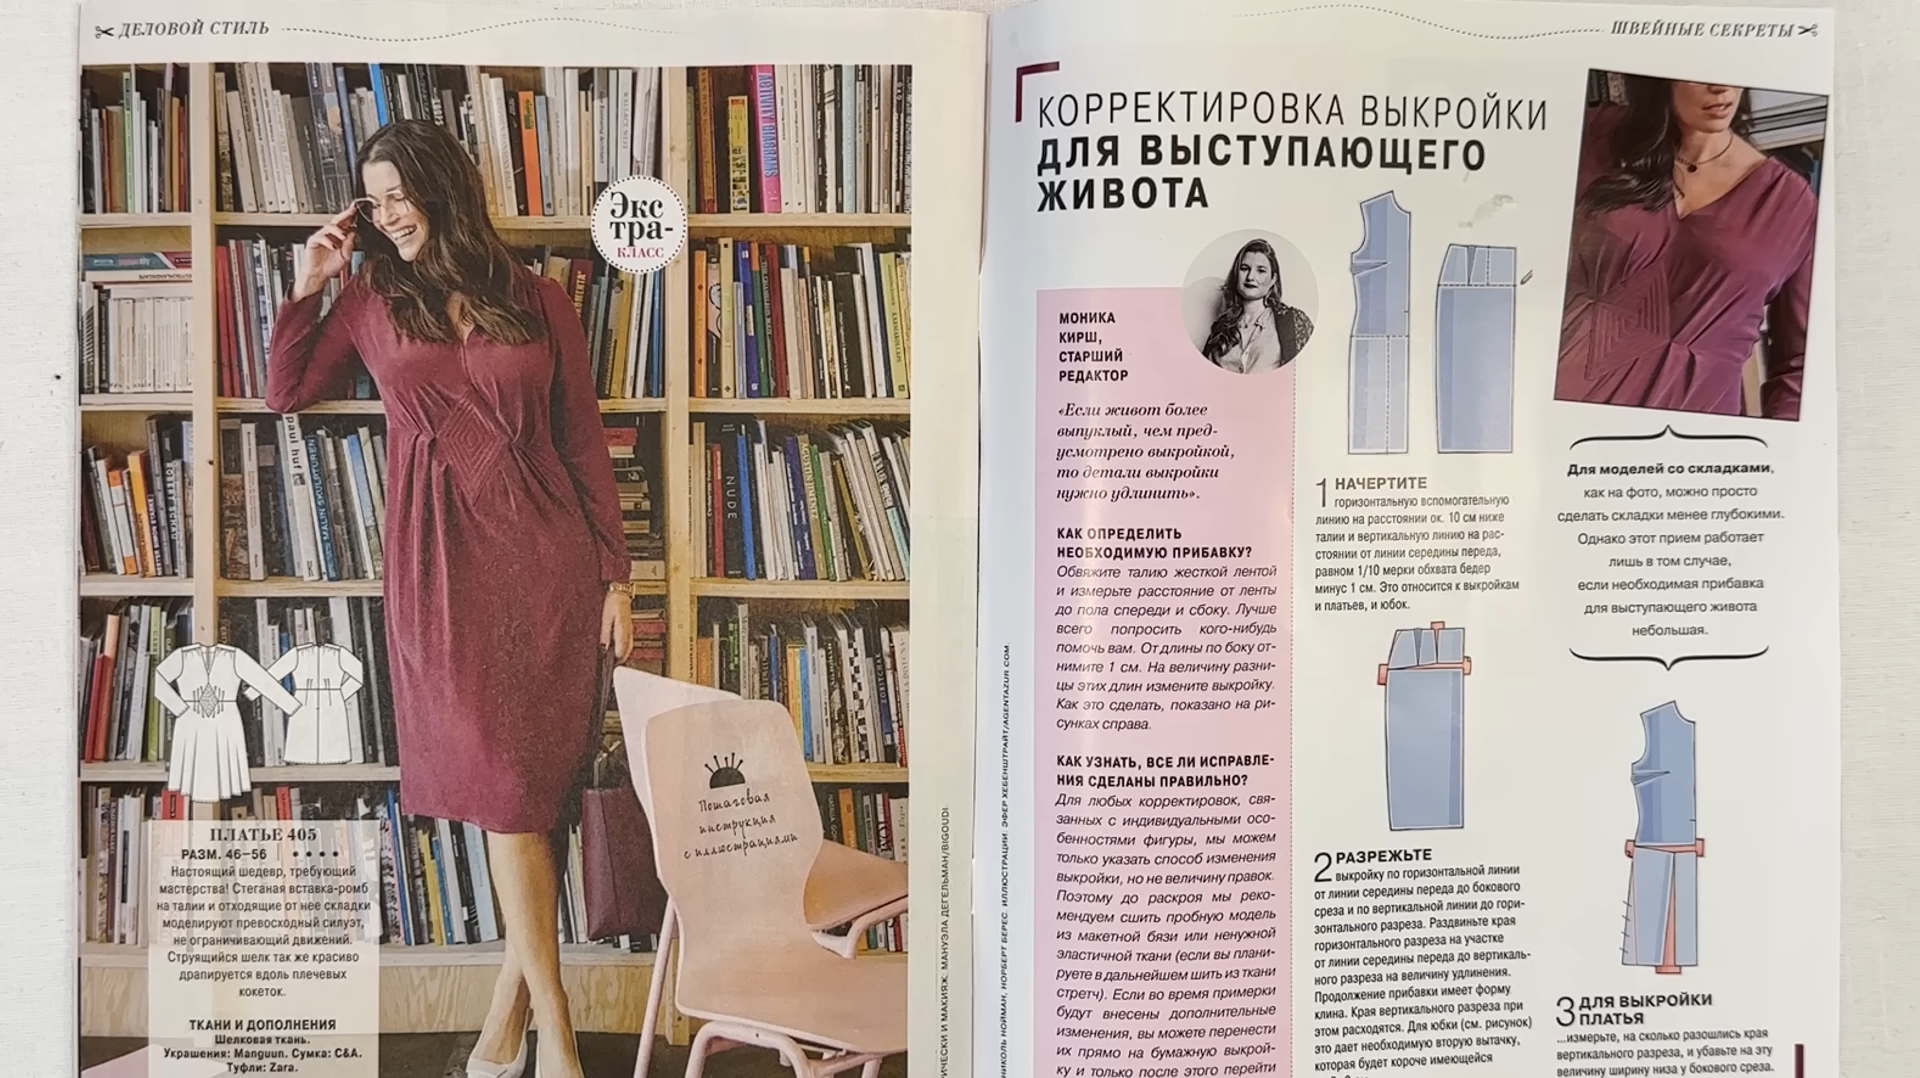 ДЕЛОВОЙ СТИЛЬ
Экс
тра-
КЛАСС
ACTIVITY DIAGRAMS
NUDE
Пошаговая
инструкция
с иллюстрациями
ПЛАТЬЕ 405
РАЗМ. 46–56 | • • • •
Настоящий шедевр, требующий
мастерства! Стеганая вставка-ромб
на талии и отходящие от нее складки
моделируют превосходный силуэт,
не ограничивающий движений.
Струящийся шелк так же красиво
драпируется вдоль плечевых
кокеток.
ТКАНИ И ДОПОЛНЕНИЯ
Шелковая ткань.
Украшения: Manguun. Сумка: C&A.
Туфли: Zara.
МАКИЯЖ: МАНУЭЛА ДЕГЕЛЬМАН/BIGOUDI.
НОРБЕРТ БЕРЕС. ИЛЛЮСТРАЦИИ: ЭФЕР ХЕБЕНШТРАЙТ/AGENTAZUR.COM.
ШВЕЙНЫЕ СЕКРЕТЫ
КОРРЕКТИРОВКА ВЫКРОЙКИ
ДЛЯ ВЫСТУПАЮЩЕГО
ЖИВОТА
МОНИКА
КИРШ,
СТАРШИЙ
РЕДАКТОР
«Если живот более
выпуклый, чем пред-
усмотрено выкройкой,
то детали выкройки
нужно удлинить».
КАК ОПРЕДЕЛИТЬ
НЕОБХОДИМУЮ ПРИБАВКУ?
Обвяжите талию жесткой лентой
и измерьте расстояние от ленты
до пола спереди и сбоку. Лучше
всего попросить кого-нибудь
помочь вам. От длины по боку от-
нимите 1 см. На величину разни-
цы этих длин измените выкройку.
Как это сделать, показано на ри-
сунках справа.
КАК УЗНАТЬ, ВСЕ ЛИ ИСПРАВЛЕ-
НИЯ СДЕЛАНЫ ПРАВИЛЬНО?
Для любых корректировок, свя-
занных с индивидуальными осо-
бенностями фигуры, мы можем
только указать способ изменения
выкройки, но не величину правок.
Поэтому до раскроя мы реко-
мендуем сшить пробную модель
из макетной бязи или ненужной
эластичной ткани (если вы плани-
руете в дальнейшем шить из ткани
стретч). Если во время примерки
будут внесены дополнительные
изменения, вы можете перенести
их прямо на бумажную выкрой-
ку и только после этого перейти
1 НАЧЕРТИТЕ
горизонтальную вспомогательную
линию на расстоянии ок. 10 см ниже
талии и вертикальную линию на рас-
стоянии от линии середины переда,
равном 1/10 мерки обхвата бедер
минус 1 см. Это относится к выкройкам
и платьев, и юбок.
2 РАЗРЕЖЬТЕ
выкройку по горизонтальной линии
от линии середины переда до бокового
среза и по вертикальной линии до гори-
зонтального разреза. Раздвиньте края
горизонтального разреза на участке
от линии середины переда до вертикаль-
ного разреза на величину удлинения.
Продолжение прибавки имеет форму
клина. Края вертикального разреза при
этом расходятся. Для юбки (см. рисунок)
это дает необходимую вторую вытачку,
которая будет короче имеющейся
Для моделей со складками,
как на фото, можно просто
сделать складки менее глубокими.
Однако этот прием работает
лишь в том случае,
если необходимая прибавка
для выступающего живота
небольшая.
3 ДЛЯ ВЫКРОЙКИ
ПЛАТЬЯ
...измерьте, на сколько разошлись края
вертикального разреза, и убавьте на эту
величину ширину низа у бокового среза.